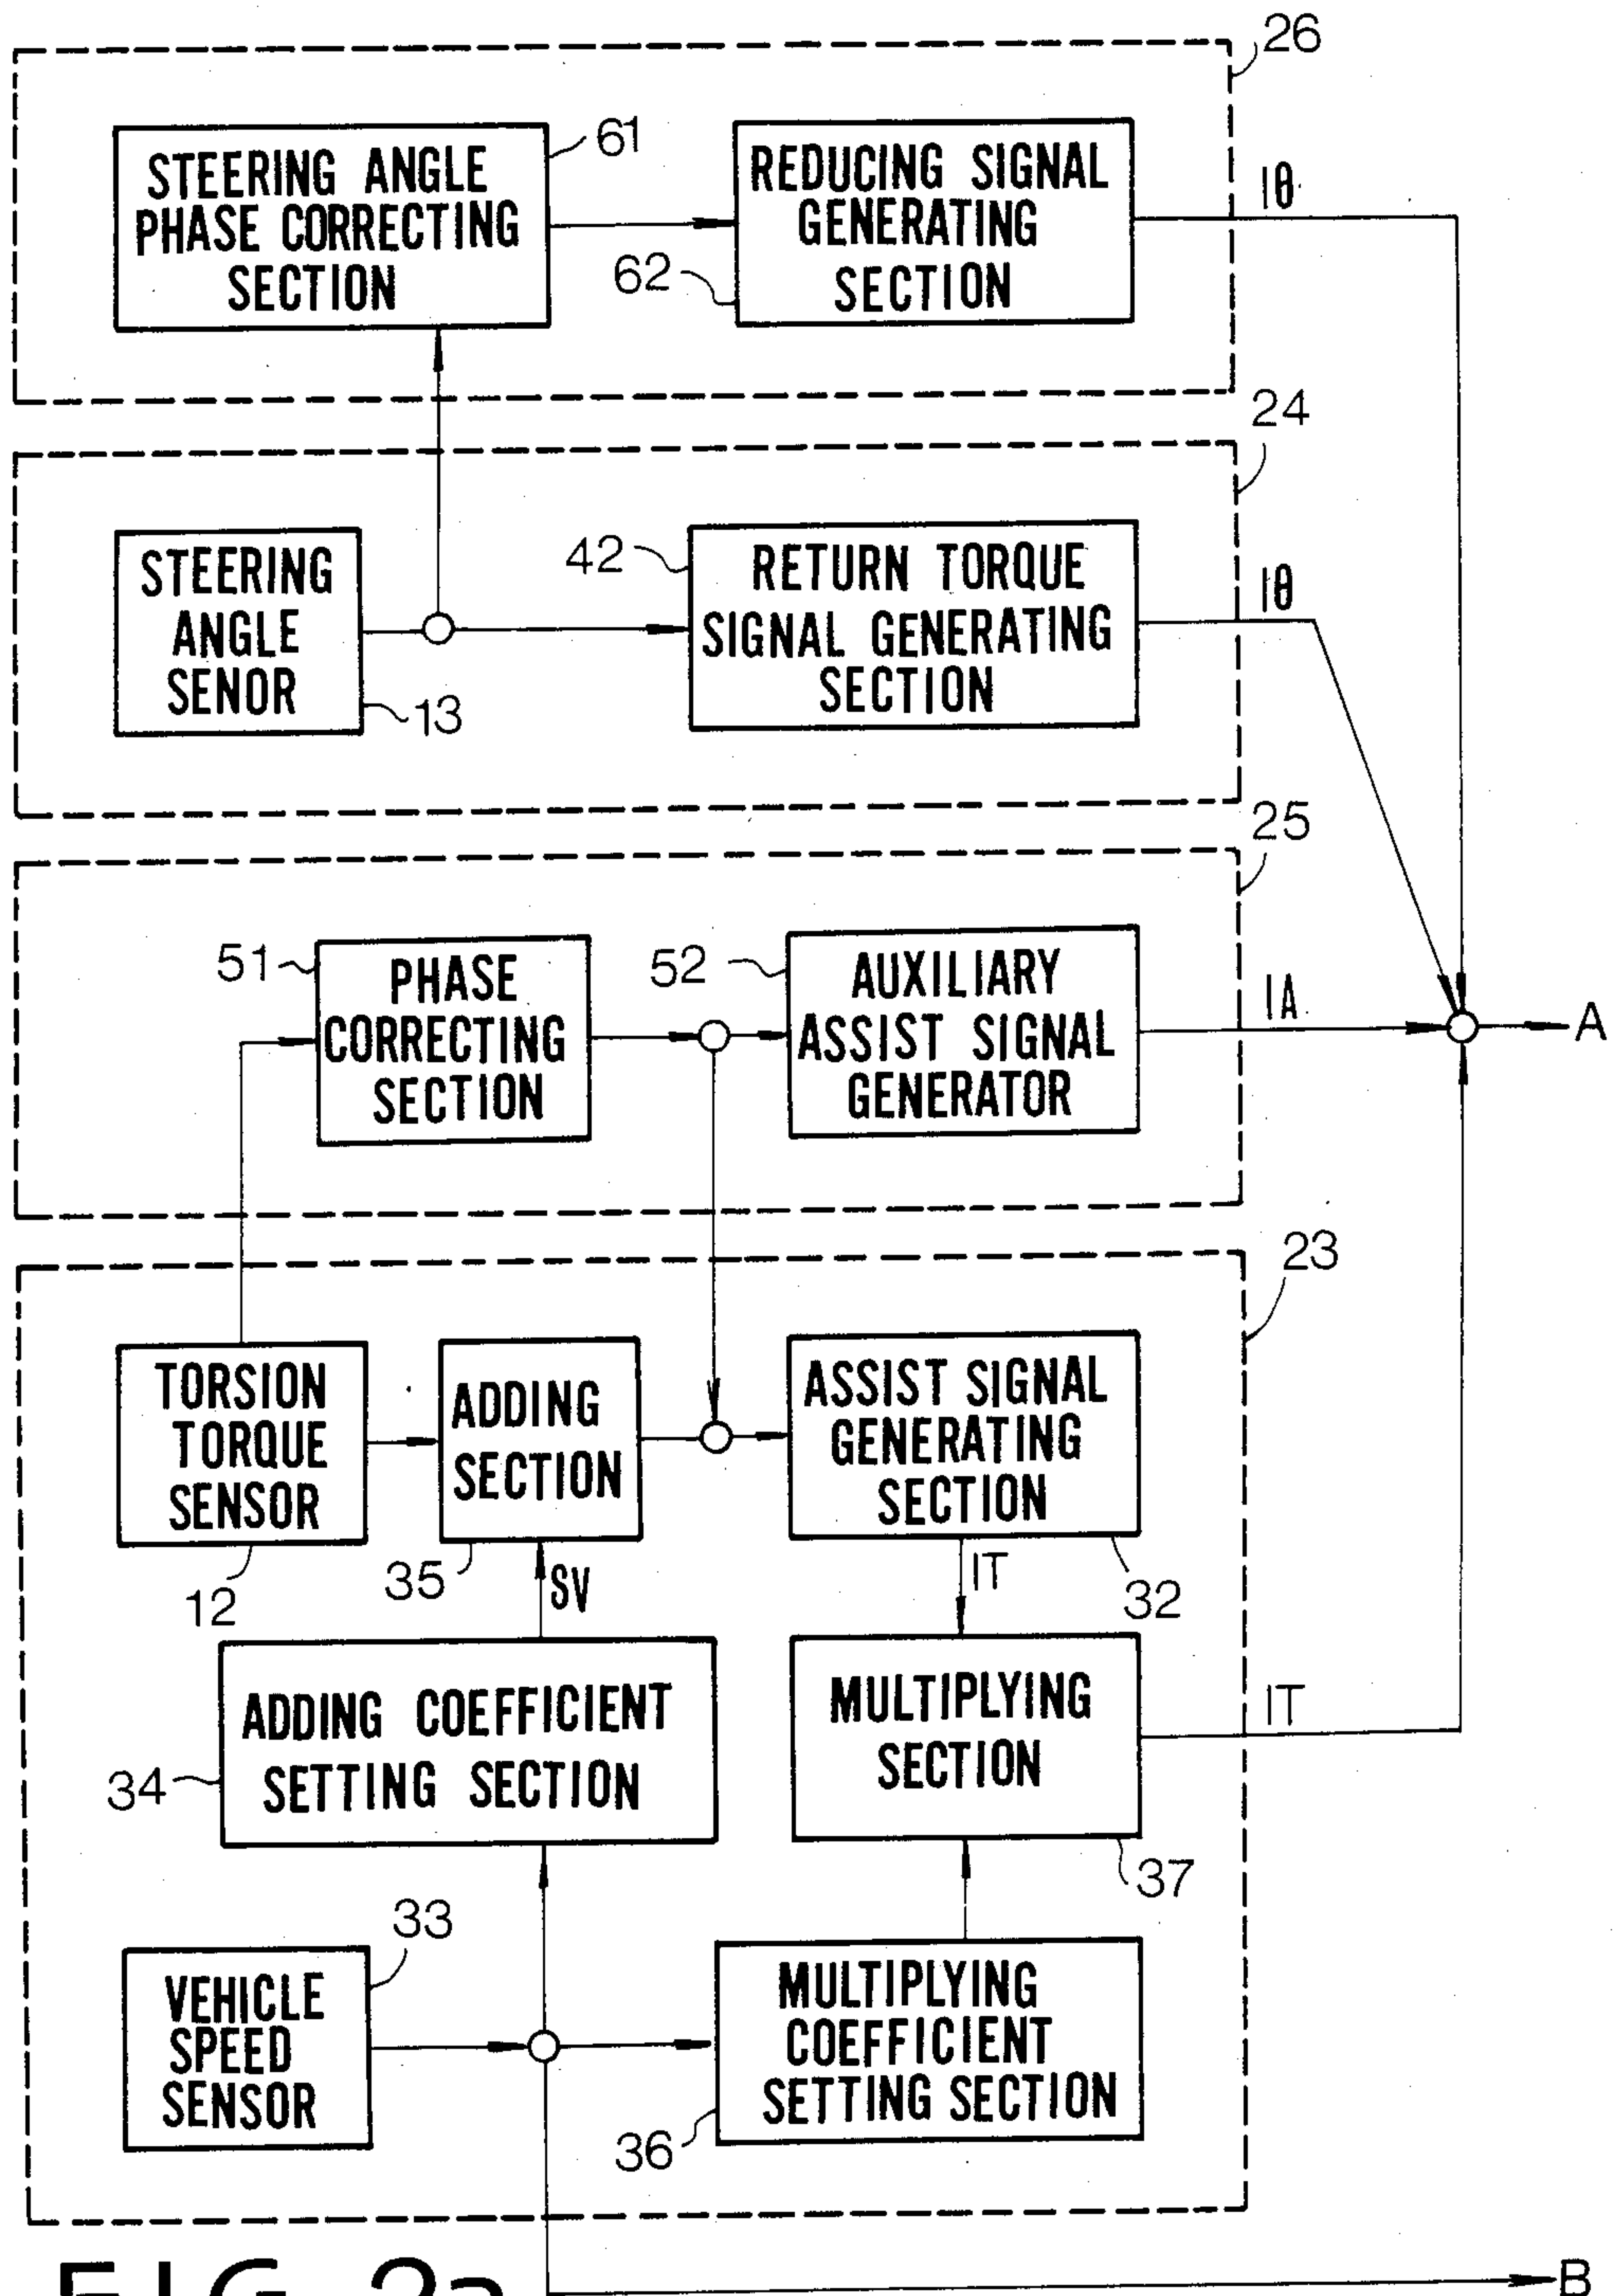 26
STEERING ANGLE
PHASE CORRECTING
SECTION
61
REDUCING SIGNAL
GENERATING
SECTION
62
Iθ
24
STEERING
ANGLE
SENOR
13
42
RETURN TORQUE
SIGNAL GENERATING
SECTION
Iθ
25
51
PHASE
CORRECTING
SECTION
52
AUXILIARY
ASSIST SIGNAL
GENERATOR
IA
A
23
TORSION
TORQUE
SENSOR
12
ADDING
SECTION
35
SV
ASSIST SIGNAL
GENERATING
SECTION
32
IT
ADDING COEFFICIENT
SETTING SECTION
34
MULTIPLYING
SECTION
37
IT
33
VEHICLE
SPEED
SENSOR
MULTIPLYING
COEFFICIENT
SETTING SECTION
36
B
FIG. 2a